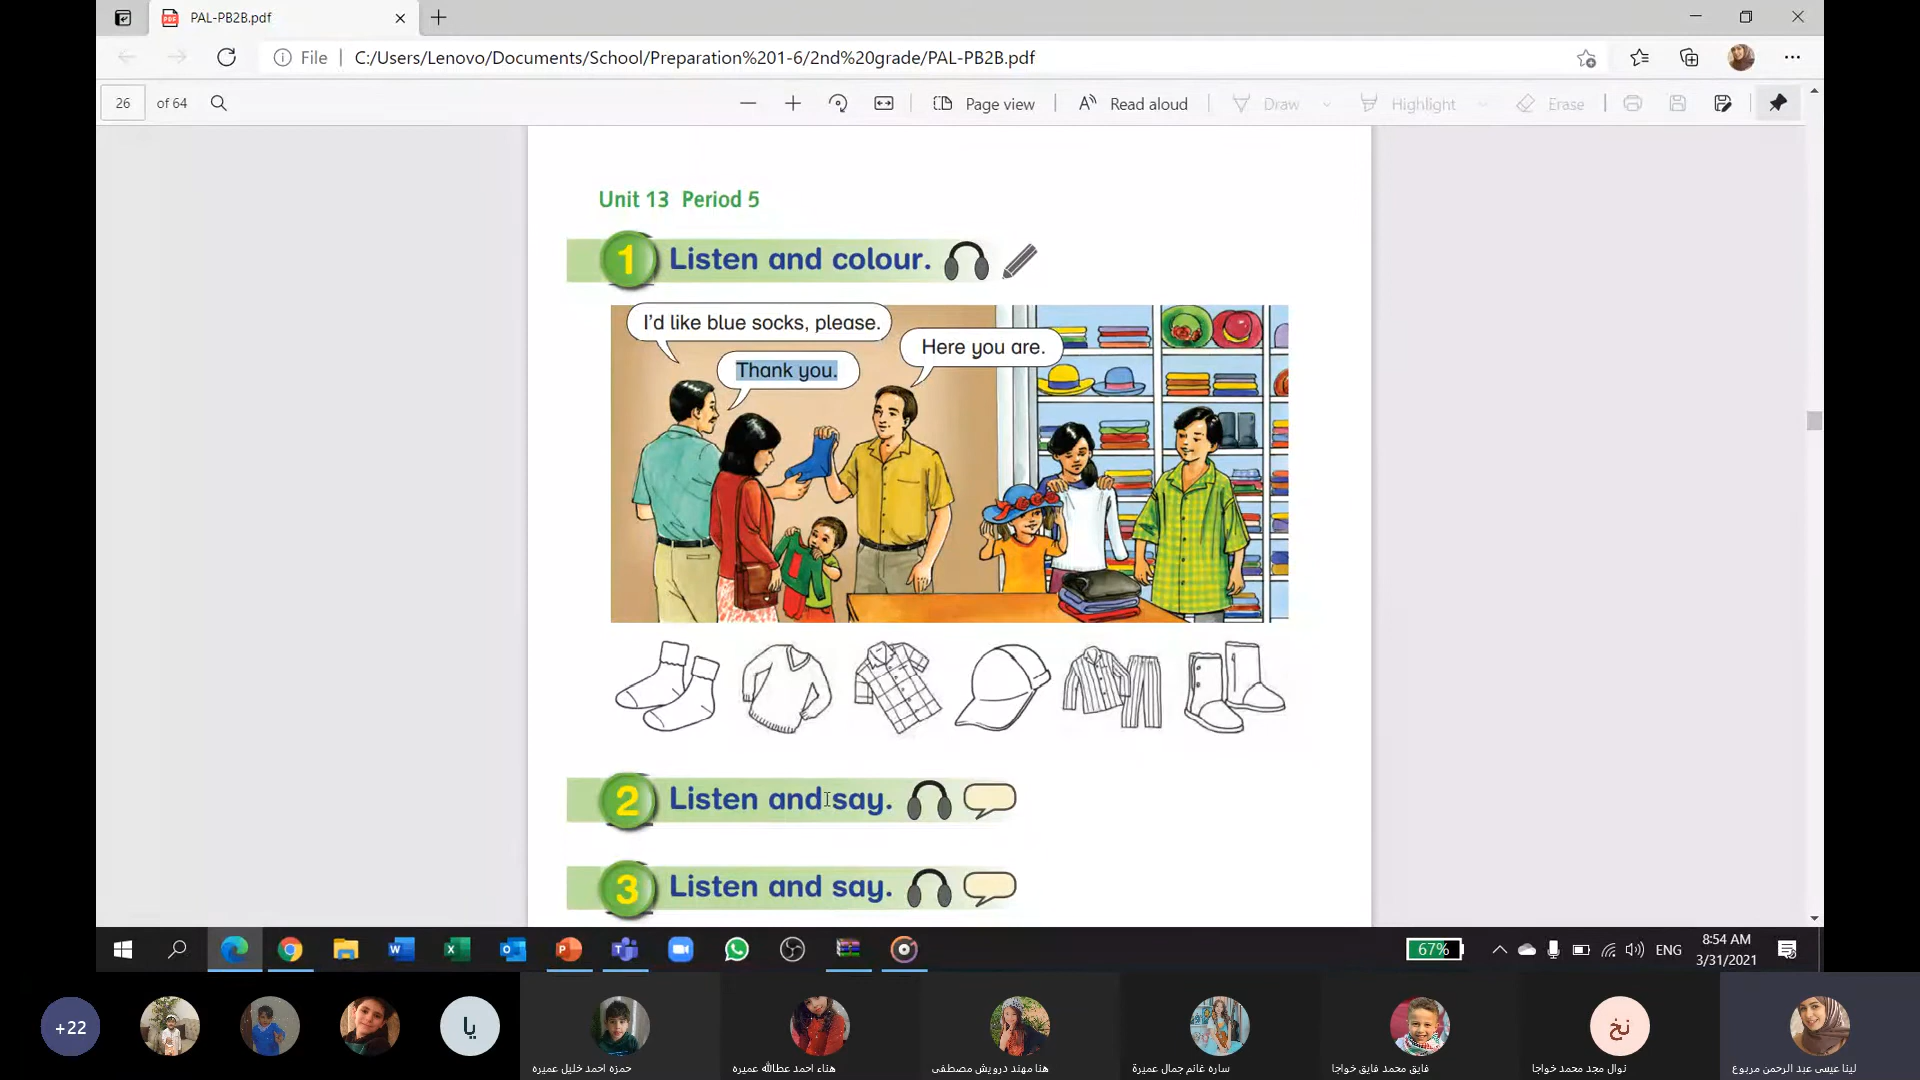 PAL-PB2B.pdf
File
C:/Users/Lenovo/Documents/School/Preparation%201-6/2nd%20grade/PAL-PB2B.pdf
26 of 64
Page view
Read aloud
Draw
Highlight
Erase
Unit 13 Period 5
1 Listen and colour.
I'd like blue socks, please.
Here you are.
Thank you.
2 Listen and say.
3 Listen and say.
67%
ENG
8:54 AM
3/31/2021
+22
يا
نخ
حمزه احمد خليل عميره
هناء احمد عطالله عميره
هنا مهند درويش مصطفى
ساره غانم جمال عميرة
فايق محمد فايق خواجا
نوال مجد محمد خواجا
لينا عيسى عبد الرحمن مربوع